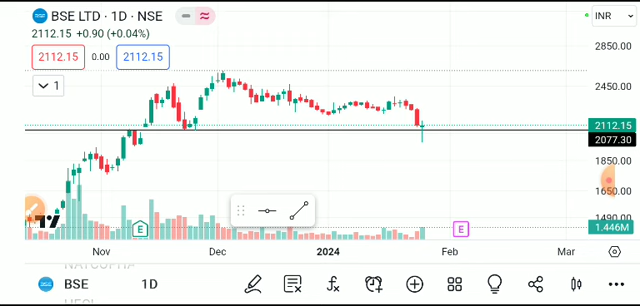 BSE LTD · 1D · NSE
INR
2112.15 +0.90 (+0.04%)
2112.15 0.00 2112.15
1
2850.00
2450.00
2112.15
2077.30
1850.00
1650.00
1490.00
1.446M
E E
Nov Dec 2024 Feb Mar
BSE 1D